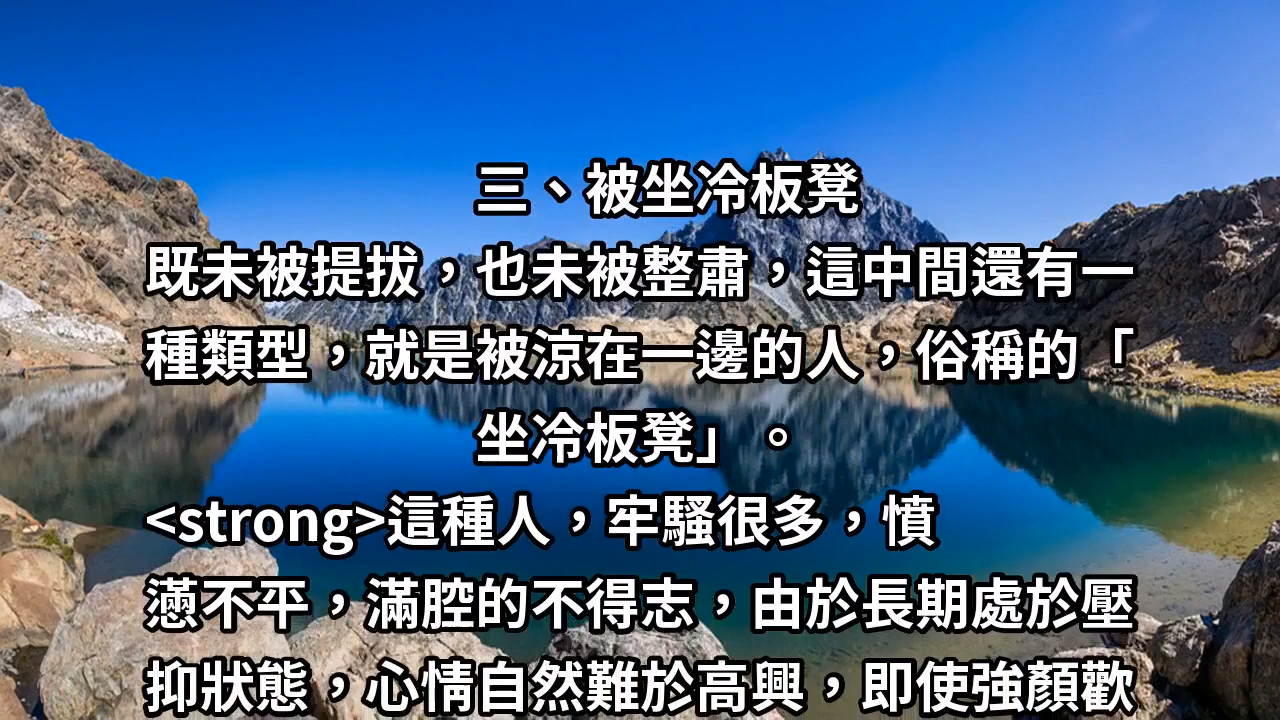 三、被坐冷板凳
既未被提拔，也未被整肅，這中間還有一
種類型，就是被涼在一邊的人，俗稱的「
坐冷板凳」。
<strong>這種人，牢騷很多，憤
懣不平，滿腔的不得志，由於長期處於壓
抑狀態，心情自然難於高興，即使強顏歡